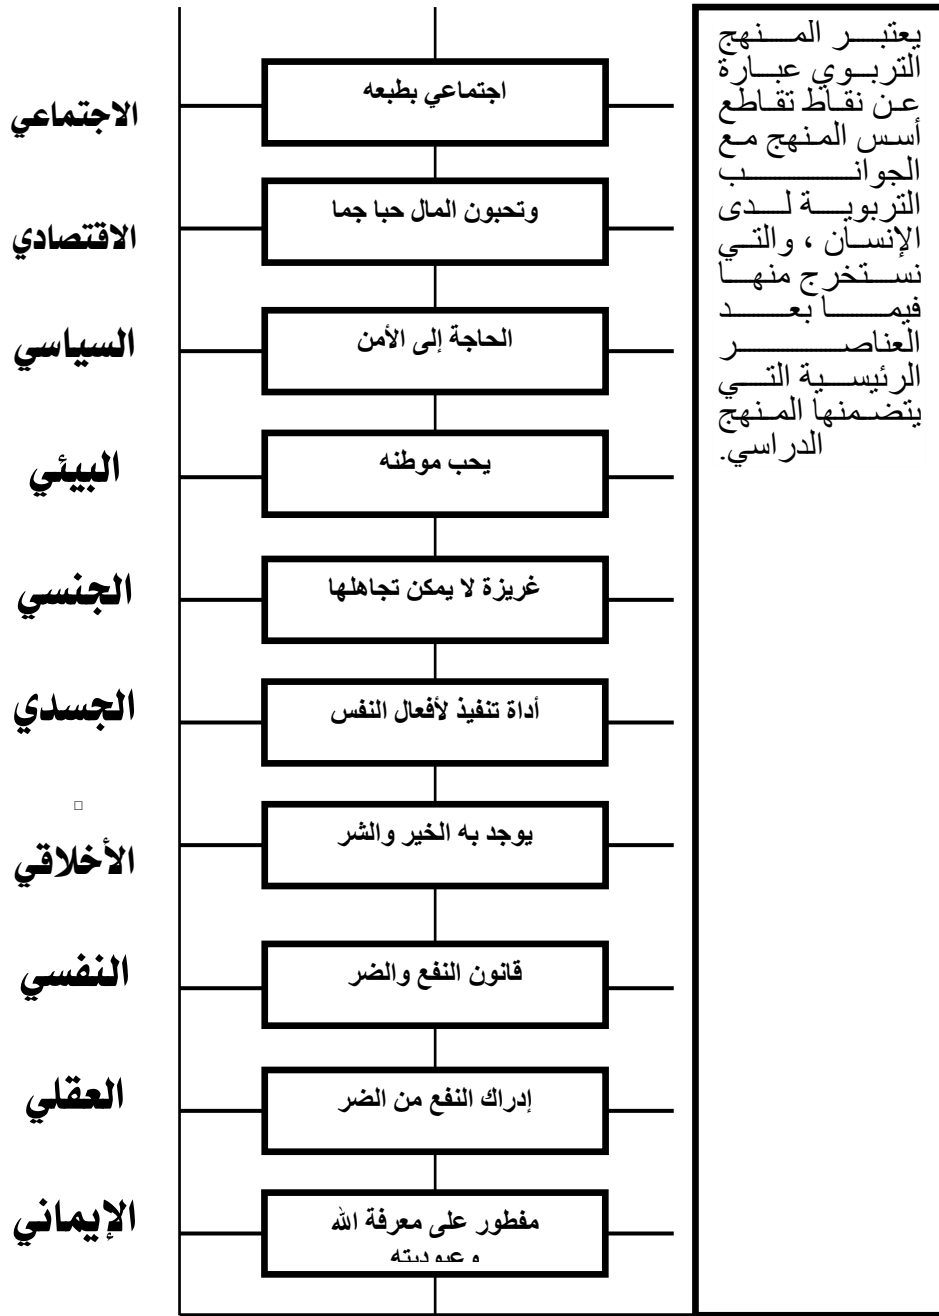 يعتبر المنهج
التربوي عبارة
عن نقاط تقاطع
أسس المنهج مع
الجوانب
التربوية لدى
الإنسان ، والتي
نستخرج منها
فيما بعد
العناصر
الرئيسية التي
يتضمنها المنهج
الدراسي.
اجتماعي بطبعه
الاجتماعي
وتحبون المال حبا جما
الاقتصادي
الحاجة إلى الأمن
السياسي
يحب موطنه
البيئي
غريزة لا يمكن تجاهلها
الجنسي
أداة تنفيذ لأفعال النفس
الجسدي
يوجد به الخير والشر
الأخلاقي
قانون النفع والضر
النفسي
إدراك النفع من الضر
العقلي
مفطور على معرفة الله
وعبوديته
الإيماني